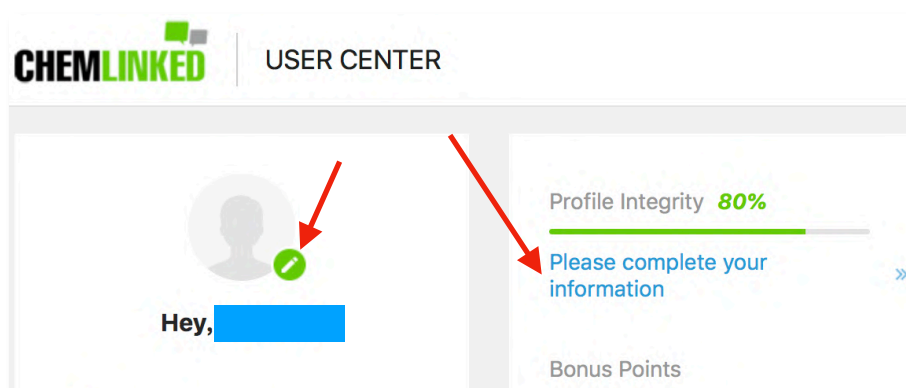 CHEMLINKED
USER CENTER
Profile Integrity 80%
Please complete your
information
»
Hey,
Bonus Points